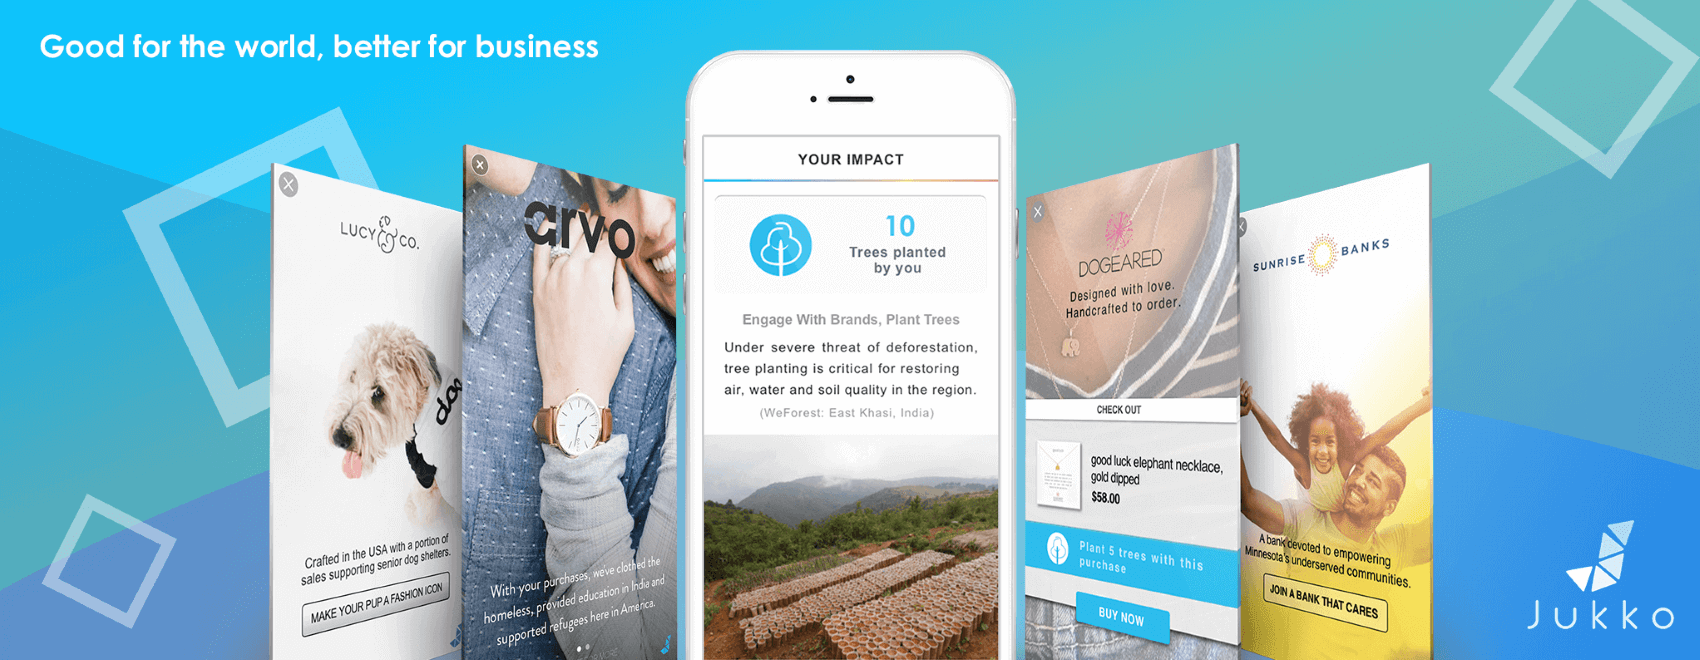 Good for the world, better for business
LUCY & CO.
Crafted in the USA with a portion of
sales supporting senior dog shelters.
MAKE YOUR PUP A FASHION ICON
arvo
With your purchases, we've clothed the
homeless, provided education in India and
supported refugees here in America.
YOUR IMPACT
10
Trees planted
by you
Engage With Brands, Plant Trees
Under severe threat of deforestation,
tree planting is critical for restoring
air, water and soil quality in the region.
(WeForest: East Khasi, India)
DOGEARED
Designed with love.
Handcrafted to order.
CHECK OUT
good luck elephant necklace,
gold dipped
$58.00
Plant 5 trees with this
purchase
BUY NOW
SUNRISE BANKS
A bank devoted to empowering
Minnesota's underserved communities.
JOIN A BANK THAT CARES
Jukko